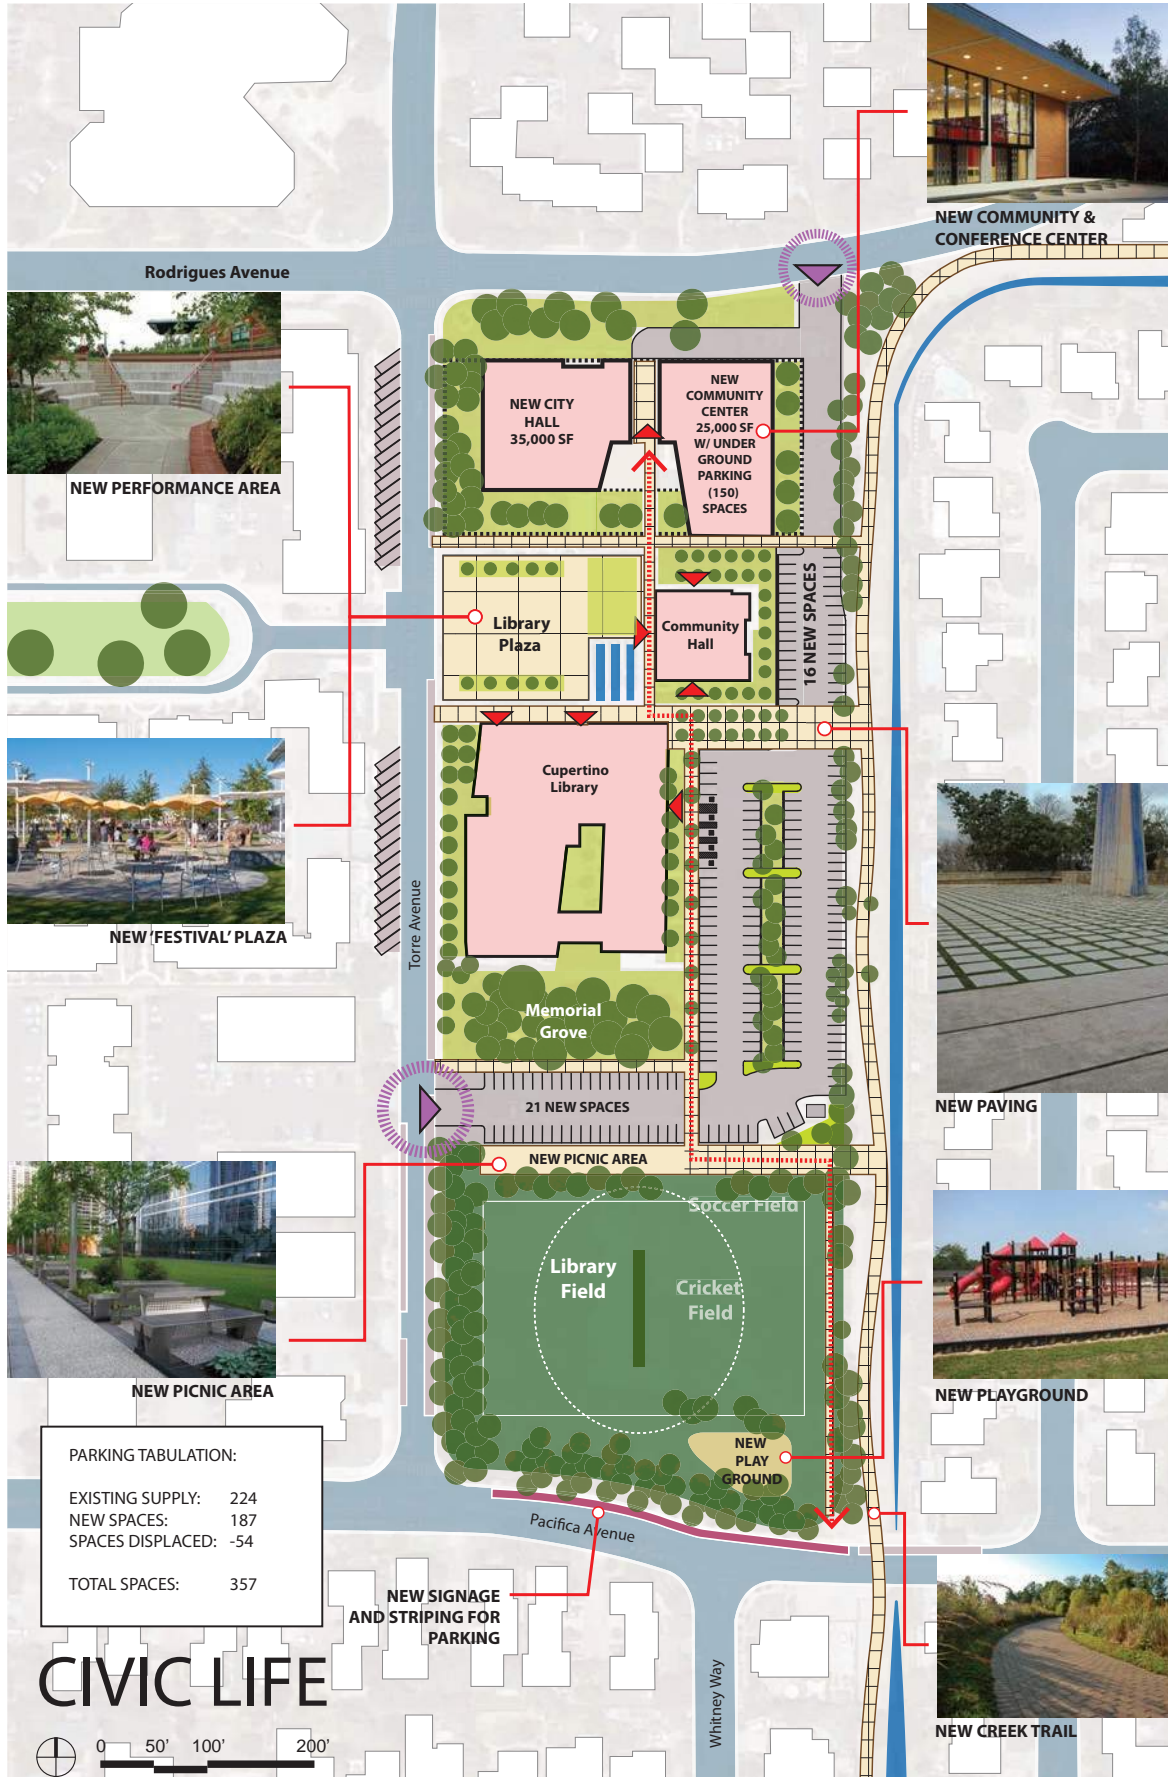 NEW COMMUNITY &
CONFERENCE CENTER
Rodrigues Avenue
NEW PERFORMANCE AREA
NEW CITY
HALL
35,000 SF
NEW
COMMUNITY
CENTER
25,000 SF
W/ UNDER
GROUND
PARKING
(150)
SPACES
16 NEW SPACES
Library
Plaza
Community
Hall
Cupertino
Library
NEW 'FESTIVAL' PLAZA
Torre Avenue
Memorial
Grove
21 NEW SPACES
NEW PAVING
NEW PICNIC AREA
Soccer Field
Library
Field
Cricket
Field
NEW PICNIC AREA
NEW PLAYGROUND
NEW
PLAY
GROUND
PARKING TABULATION:
EXISTING SUPPLY: 224
NEW SPACES: 187
SPACES DISPLACED: -54
TOTAL SPACES: 357
Pacifica Avenue
NEW SIGNAGE
AND STRIPING FOR
PARKING
Whitney Way
NEW CREEK TRAIL
CIVIC LIFE
0 50' 100' 200'